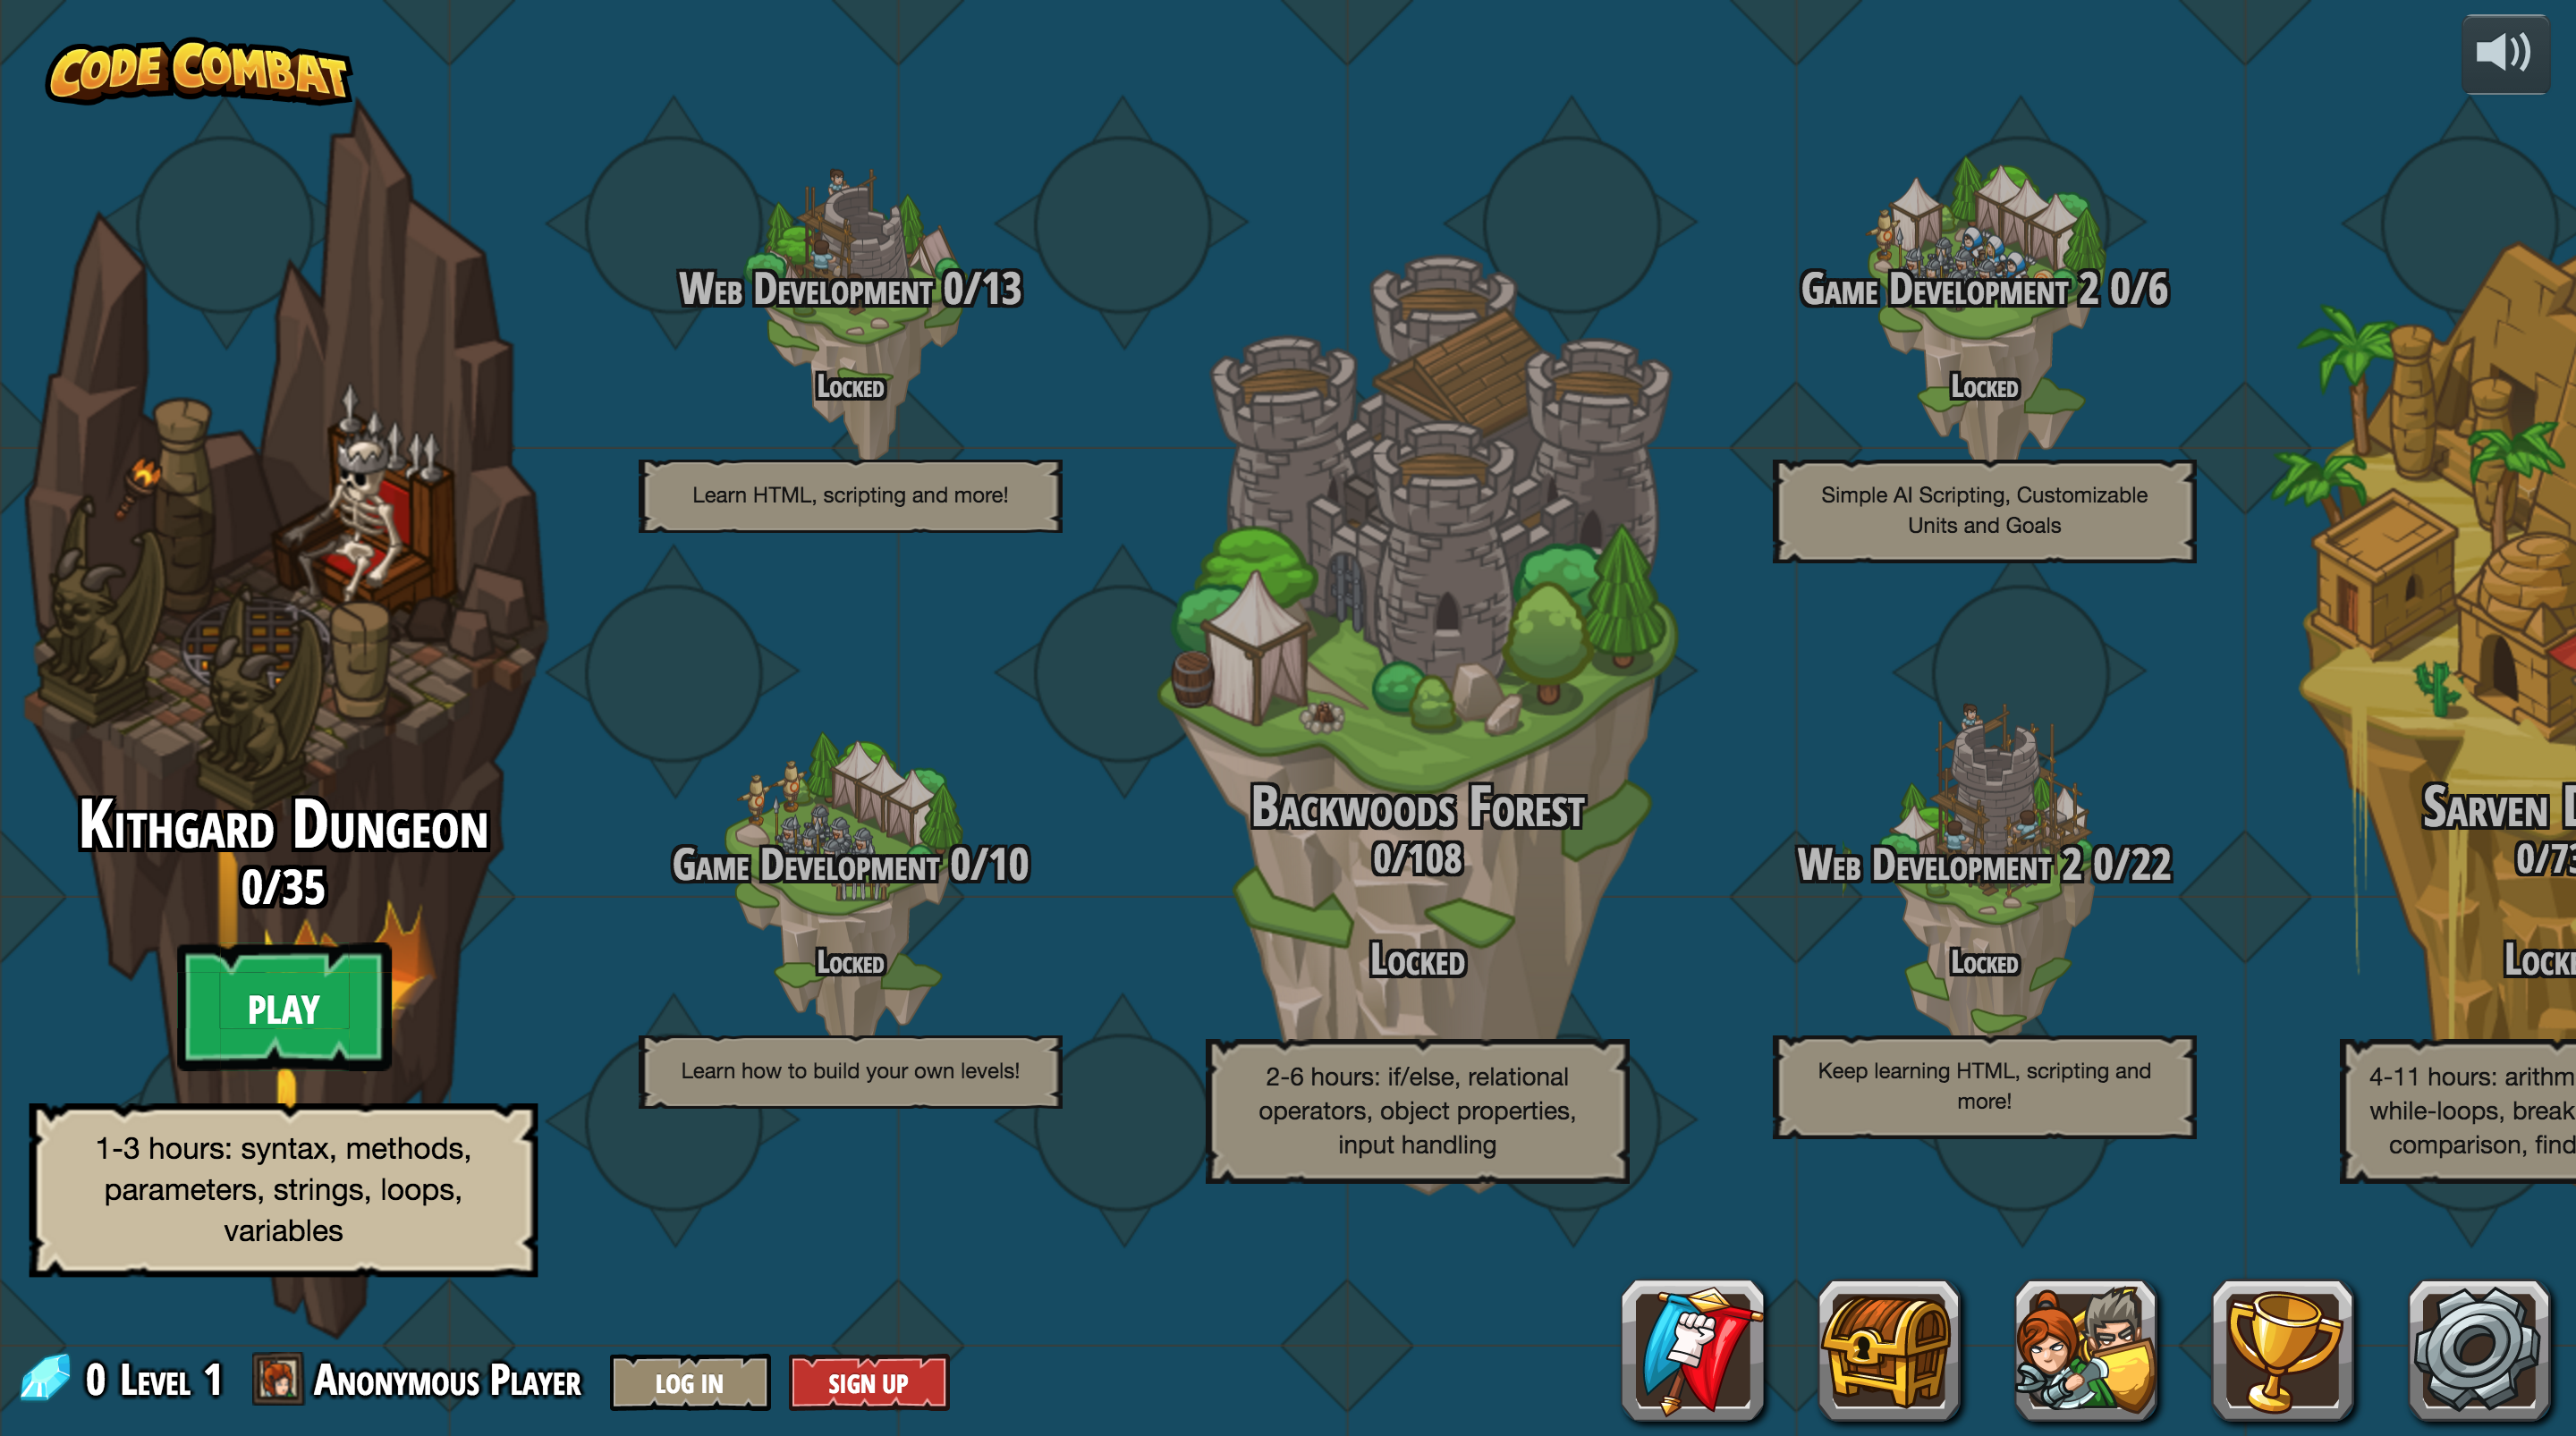 CODE COMBAT
KITHGARD DUNGEON
0/35
PLAY
1-3 hours: syntax, methods,
parameters, strings, loops,
variables
WEB DEVELOPMENT 0/13
LOCKED
Learn HTML, scripting and more!
GAME DEVELOPMENT 0/10
LOCKED
Learn how to build your own levels!
BACKWOODS FOREST
0/108
LOCKED
2-6 hours: if/else, relational
operators, object properties,
input handling
GAME DEVELOPMENT 2 0/6
LOCKED
Simple AI Scripting, Customizable
Units and Goals
WEB DEVELOPMENT 2 0/22
LOCKED
Keep learning HTML, scripting and
more!
SARVEN
4-11 hours:
while-loops, break
comparison, find
0 LEVEL 1
ANONYMOUS PLAYER
LOG IN
SIGN UP